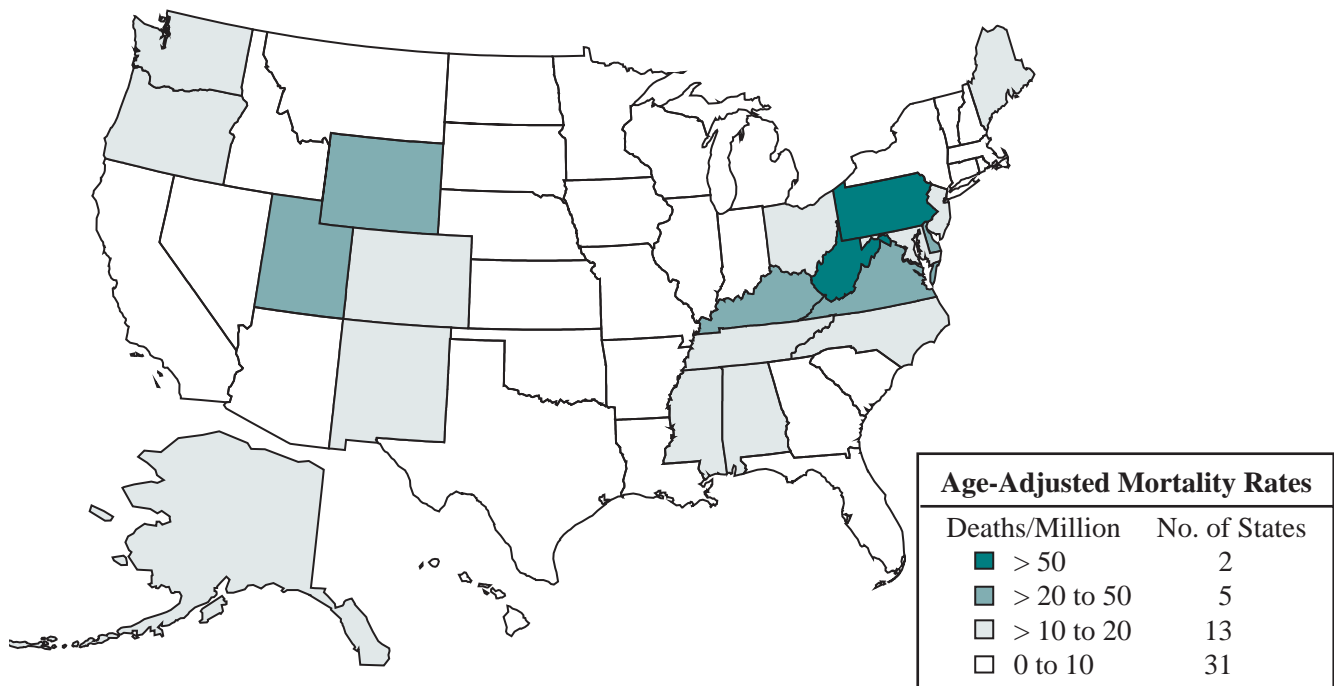 Age-Adjusted Mortality Rates
Deaths/Million No. of States
> 50 2
> 20 to 50 5
> 10 to 20 13
0 to 10 31